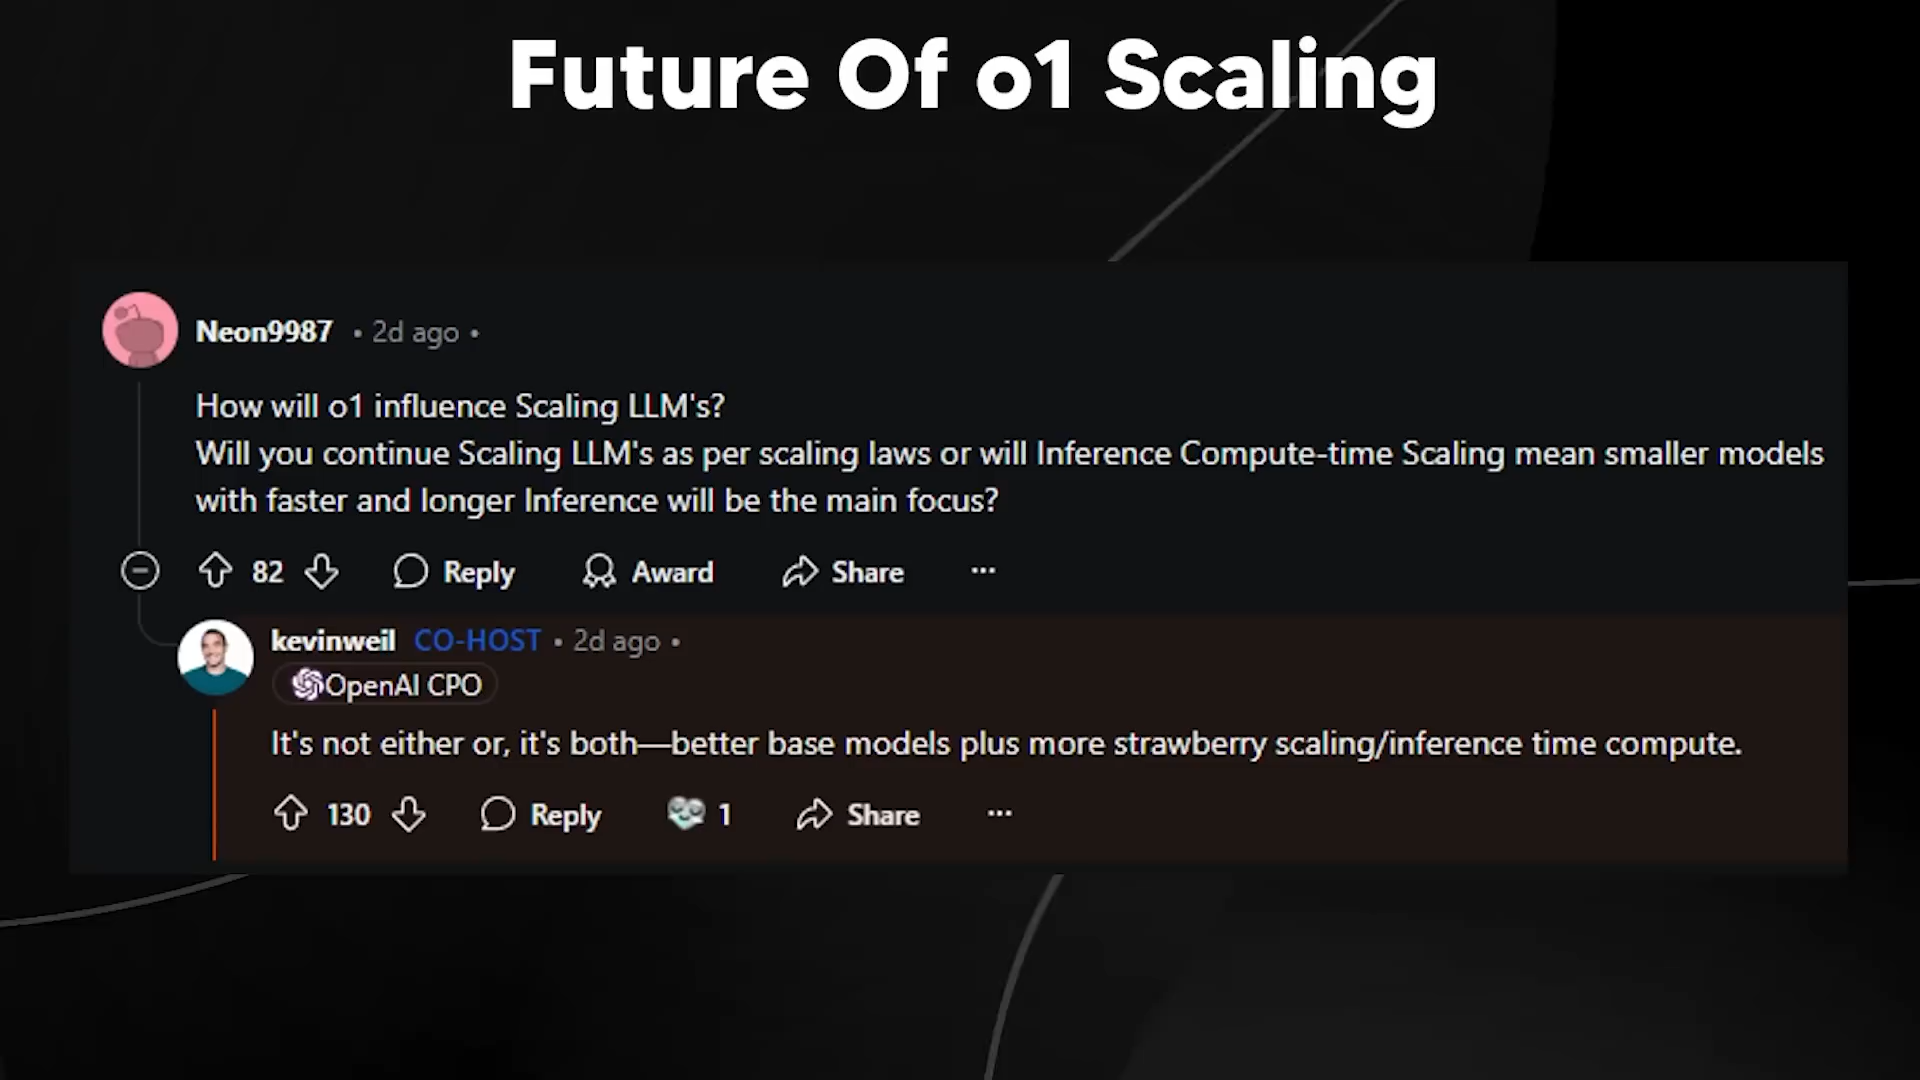 Future Of o1 Scaling
Neon9987 • 2d ago •
How will o1 influence Scaling LLM's?
Will you continue Scaling LLM's as per scaling laws or will Inference Compute-time Scaling mean smaller models
with faster and longer Inference will be the main focus?
82 Reply Award Share ...
kevinweil CO-HOST • 2d ago •
OpenAI CPO
It's not either or, it's both—better base models plus more strawberry scaling/inference time compute.
130 Reply 1 Share ...